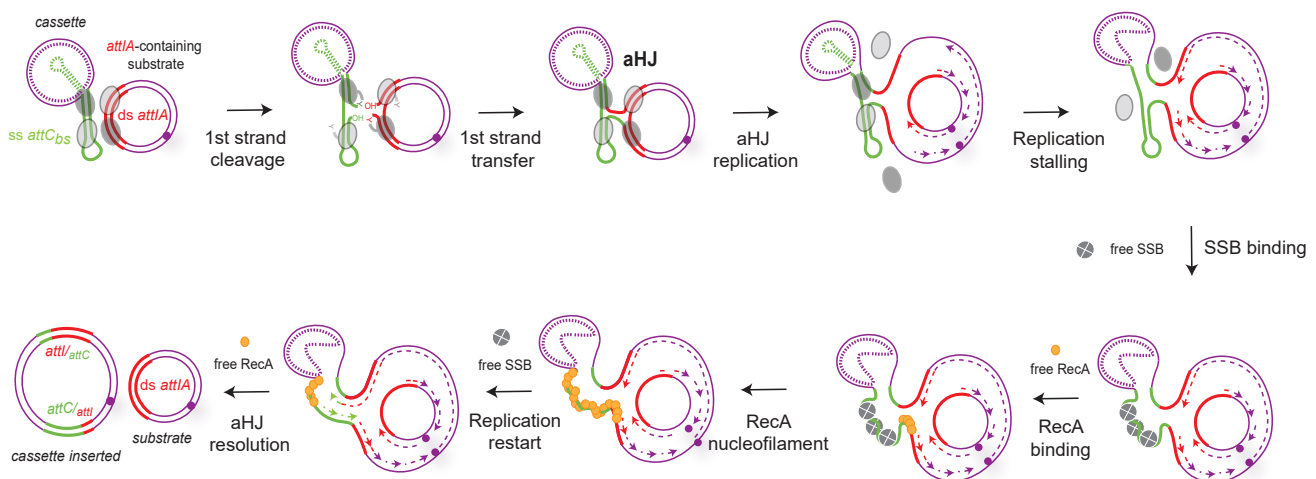 cassette
attIA-containing
substrate
ss attCbs
ds attIA
1st strand
cleavage
OH
OH
1st strand
transfer
aHJ
aHJ
replication
Replication
stalling
free SSB
SSB binding
free RecA
RecA
binding
RecA
nucleofilament
free SSB
Replication
restart
free RecA
aHJ
resolution
attI/attC
attC/attI
cassette inserted
ds attIA
substrate